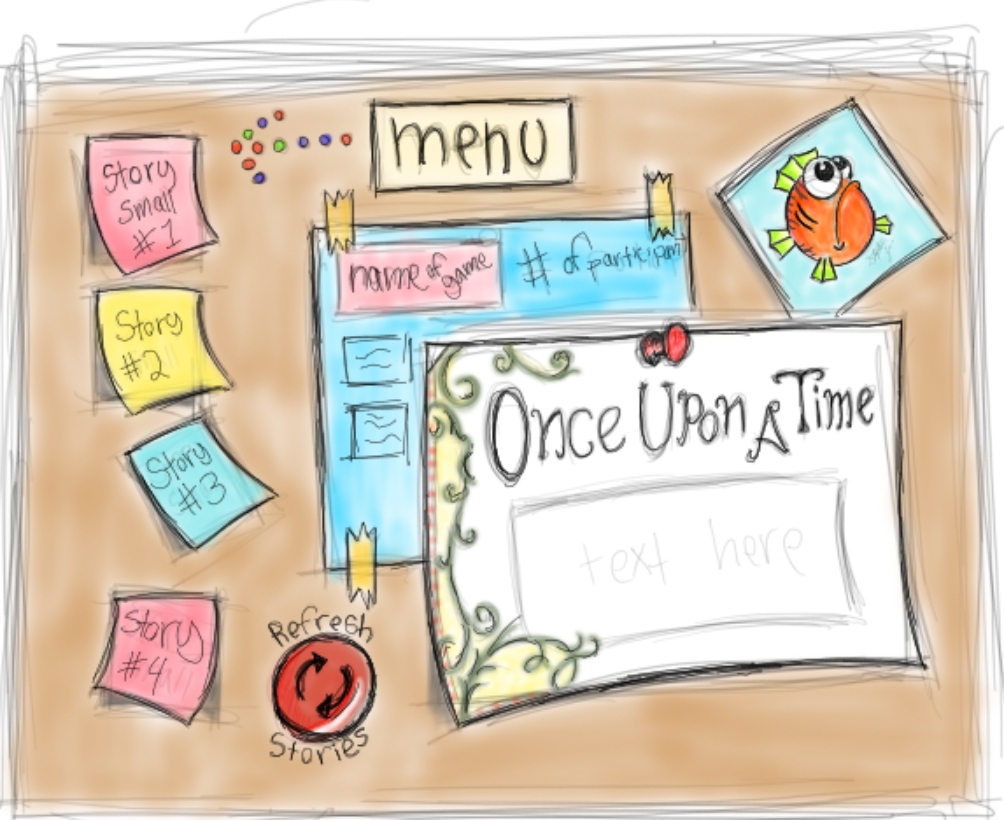 menu
Story
Small
#1
Story
#2
Story
#3
Story
#4
name of game
# of participan
Once Upon A Time
text here
Refresh
Stories